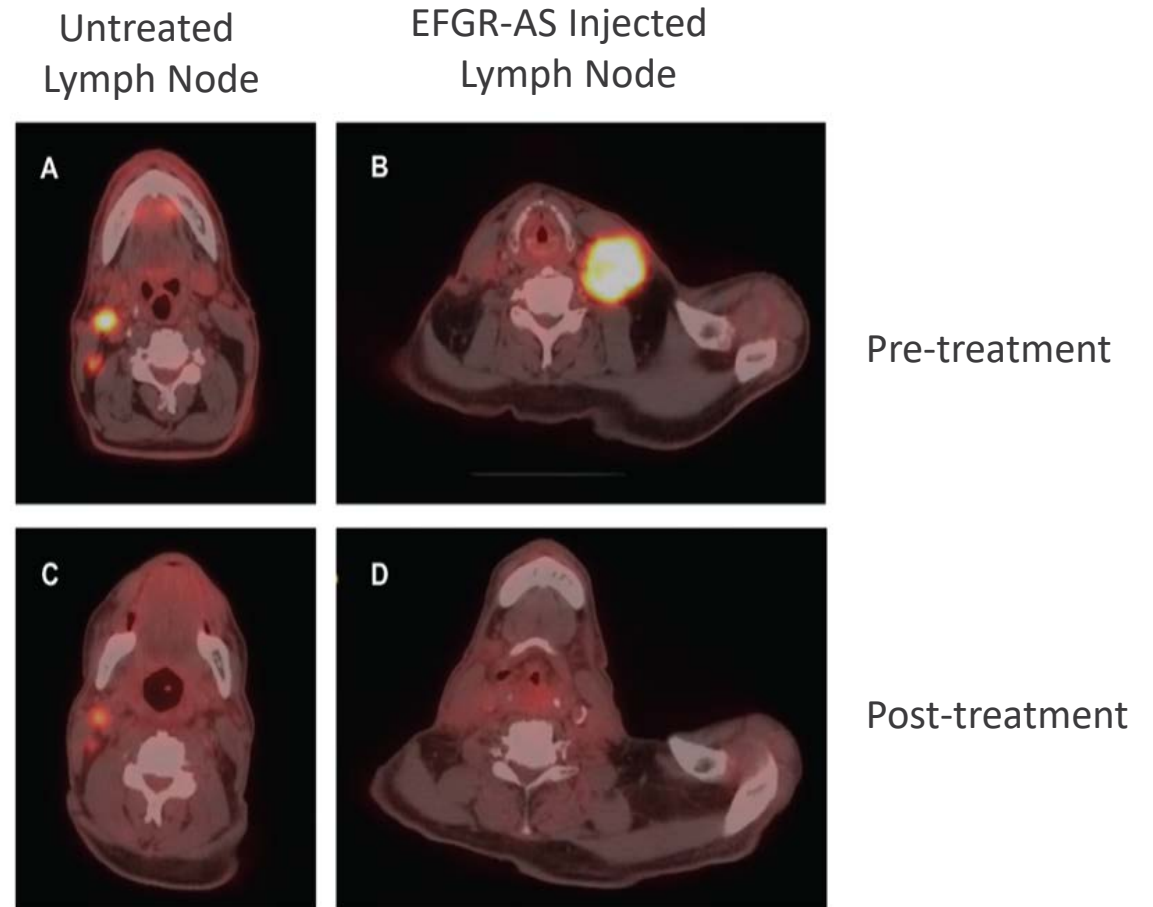 Untreated
Lymph Node
EFGR-AS Injected
Lymph Node
A
B
Pre-treatment
C
D
Post-treatment